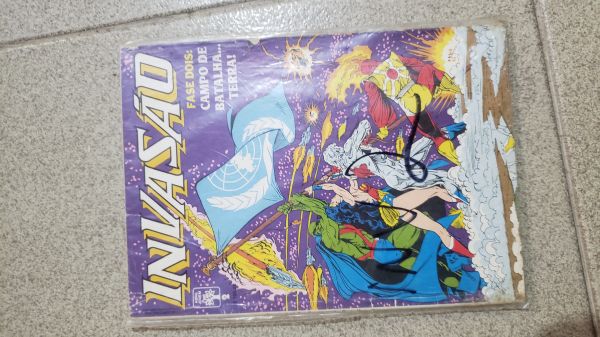 INVASÃO
FASE DOIS:
CAMPO DE
BATALHA...
TERRA!